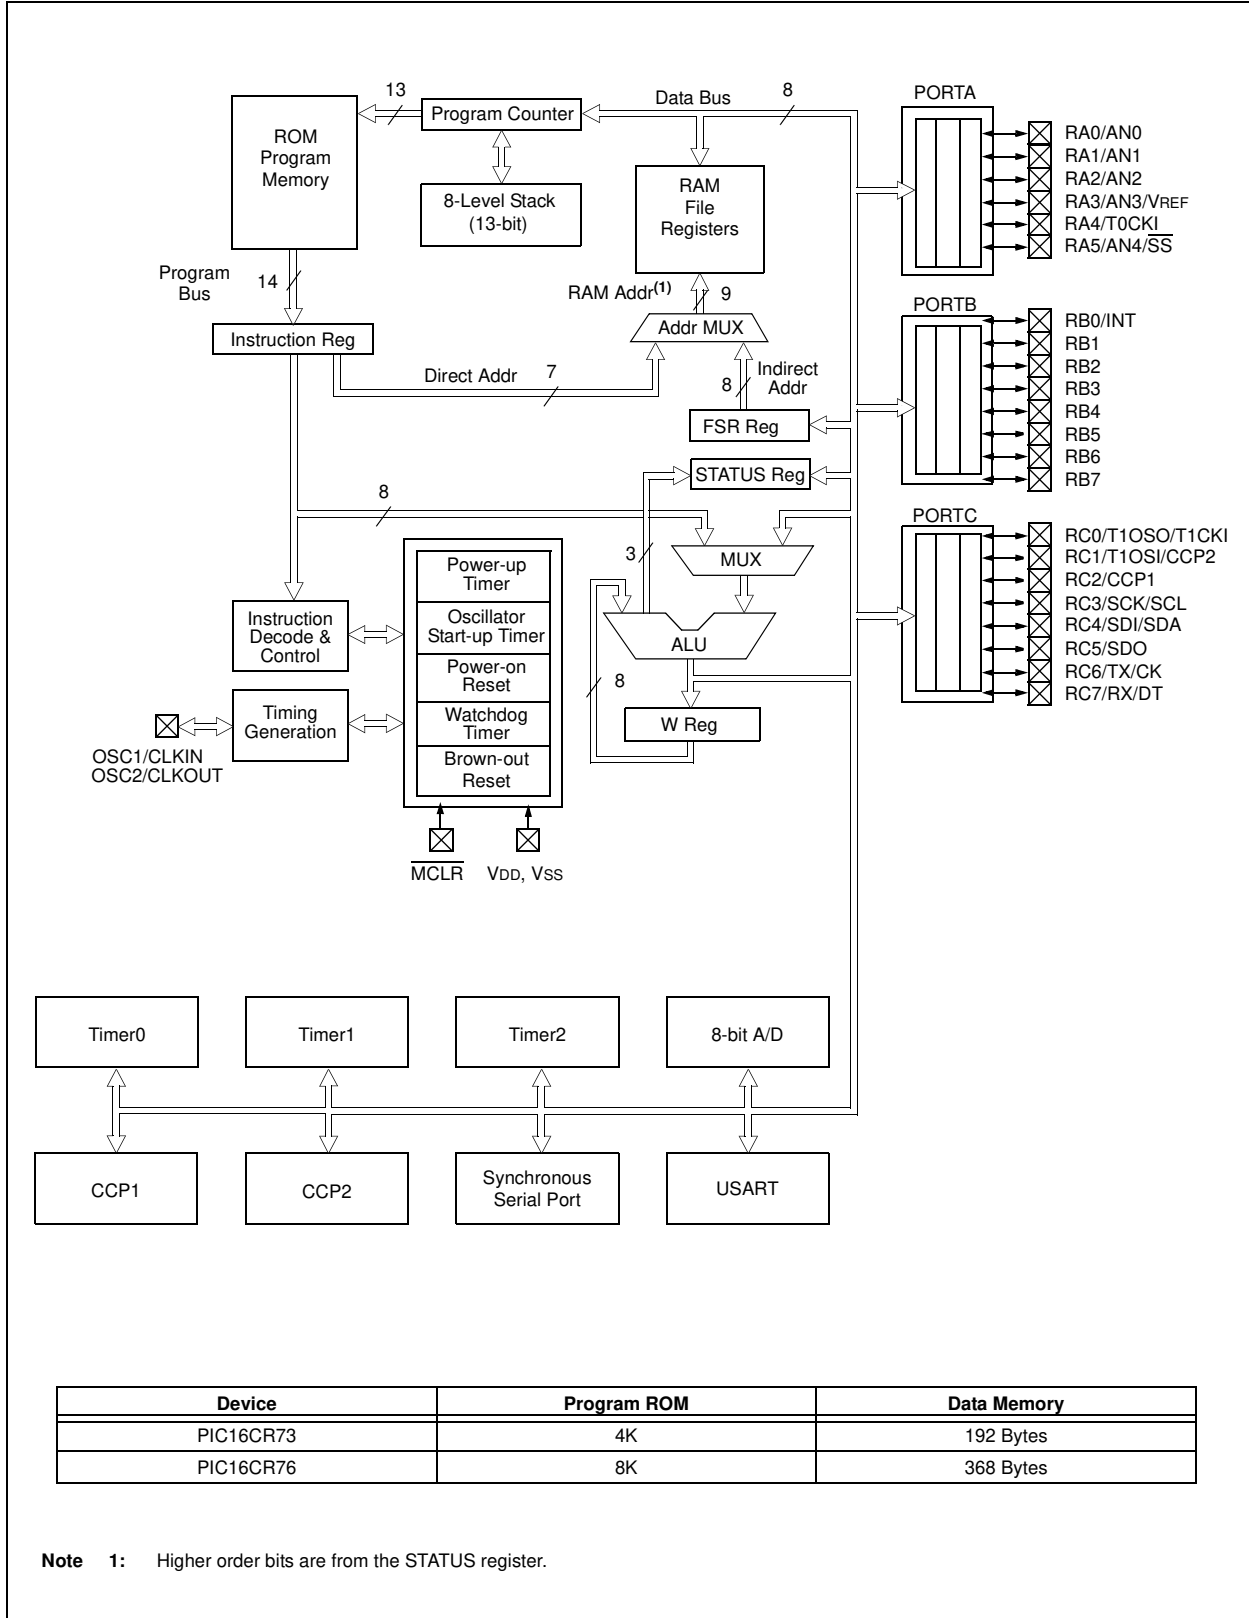 13
Data Bus
8
PORTA
ROM
Program
Memory
Program Counter
8-Level Stack
(13-bit)
RAM
File
Registers
RA0/AN0
RA1/AN1
RA2/AN2
RA3/AN3/VREF
RA4/T0CKI
RA5/AN4/SS
Program
Bus
14
RAM Addr(1)
9
PORTB
Addr MUX
Instruction Reg
Direct Addr
7
8
Indirect
Addr
FSR Reg
RB0/INT
RB1
RB2
RB3
RB4
RB5
RB6
RB7
STATUS Reg
8
3
MUX
PORTC
RC0/T1OSO/T1CKI
RC1/T1OSI/CCP2
RC2/CCP1
RC3/SCK/SCL
RC4/SDI/SDA
RC5/SDO
RC6/TX/CK
RC7/RX/DT
Power-up
Timer
Oscillator
Start-up Timer
Power-on
Reset
Watchdog
Timer
Brown-out
Reset
Instruction
Decode &
Control
ALU
8
W Reg
Timing
Generation
OSC1/CLKIN
OSC2/CLKOUT
MCLR
VDD, VSS
Timer0
Timer1
Timer2
8-bit A/D
CCP1
CCP2
Synchronous
Serial Port
USART
Device Program ROM Data Memory
PIC16CR73 4K 192 Bytes
PIC16CR76 8K 368 Bytes
Note 1: Higher order bits are from the STATUS register.